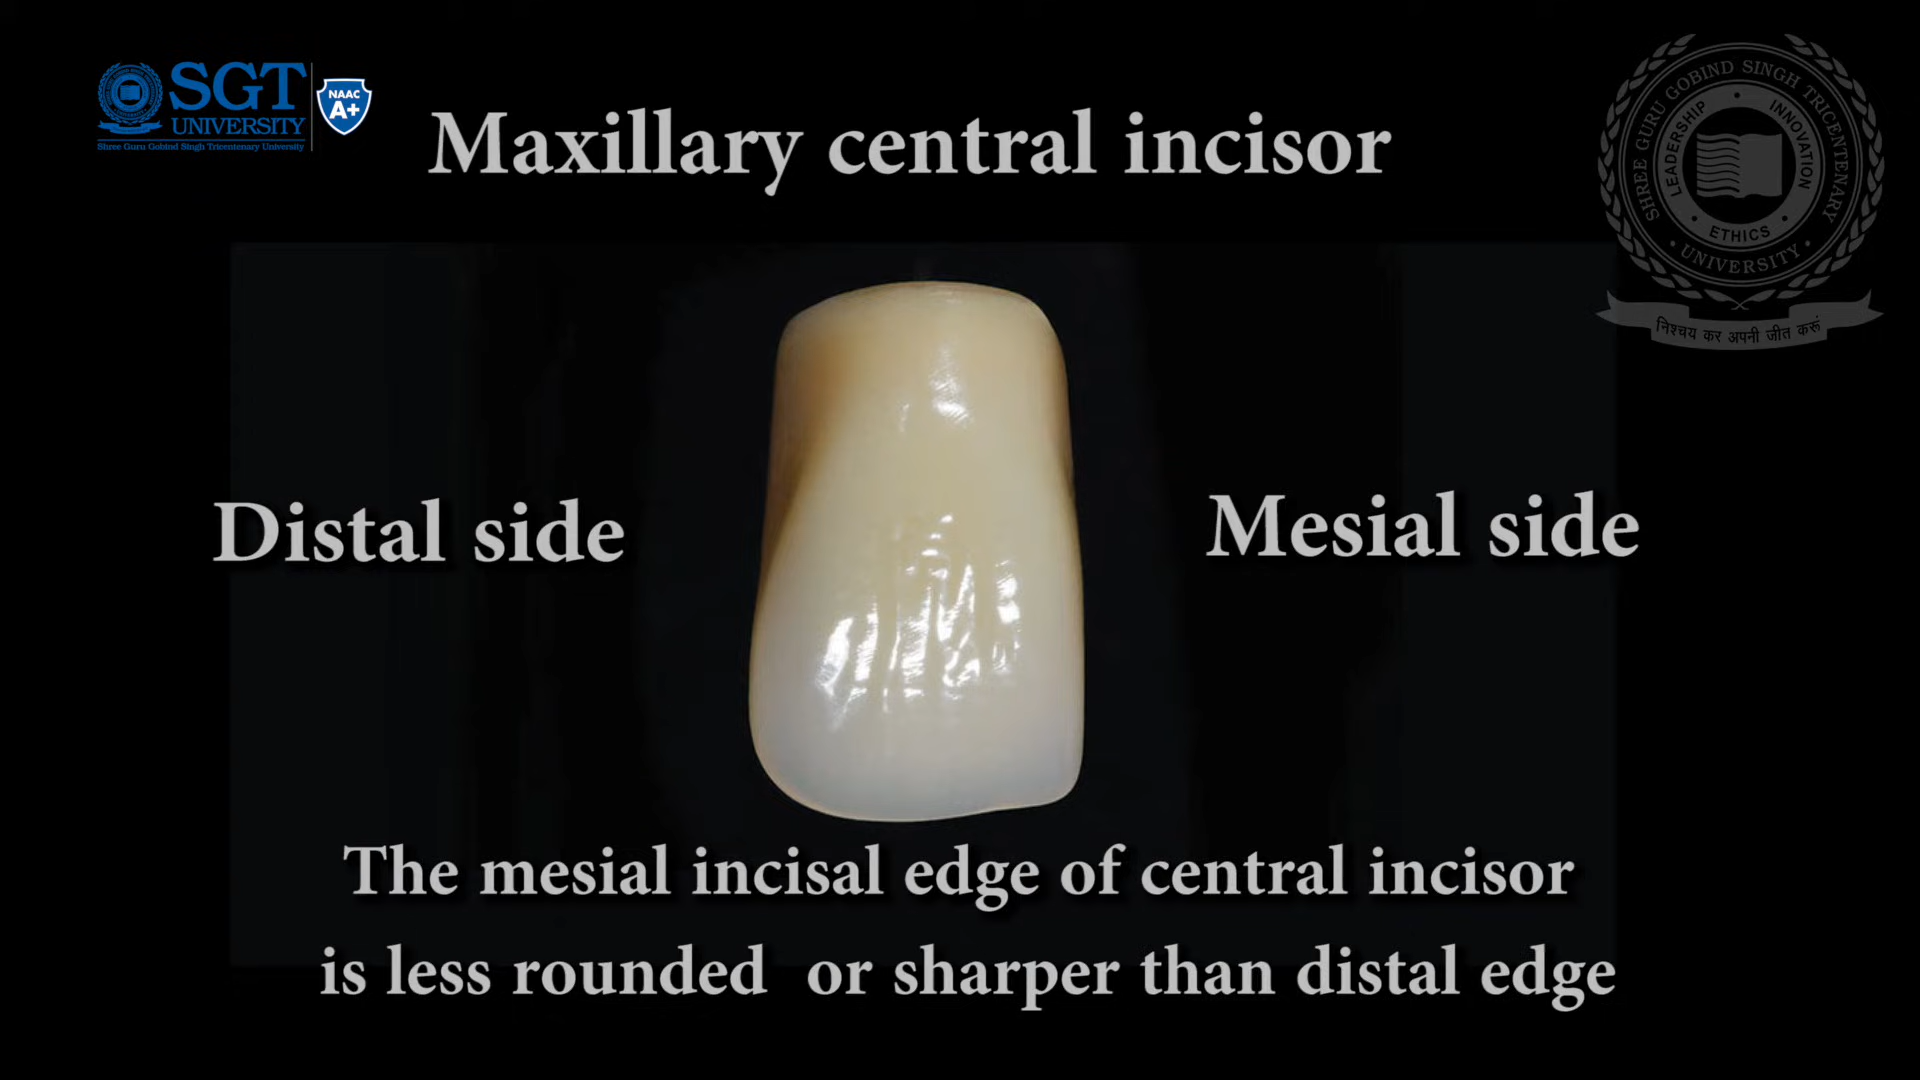 SGT
UNIVERSITY
Shree Guru Gobind Singh Tricentenary University
NAAC
A+
Maxillary central incisor
SHREE GURU GOBIND SINGH TRICENTENARY
UNIVERSITY
LEADERSHIP
INNOVATION
ETHICS
निश्चय कर अपनी जीत करूं
Distal side
Mesial side
The mesial incisal edge of central incisor
is less rounded or sharper than distal edge